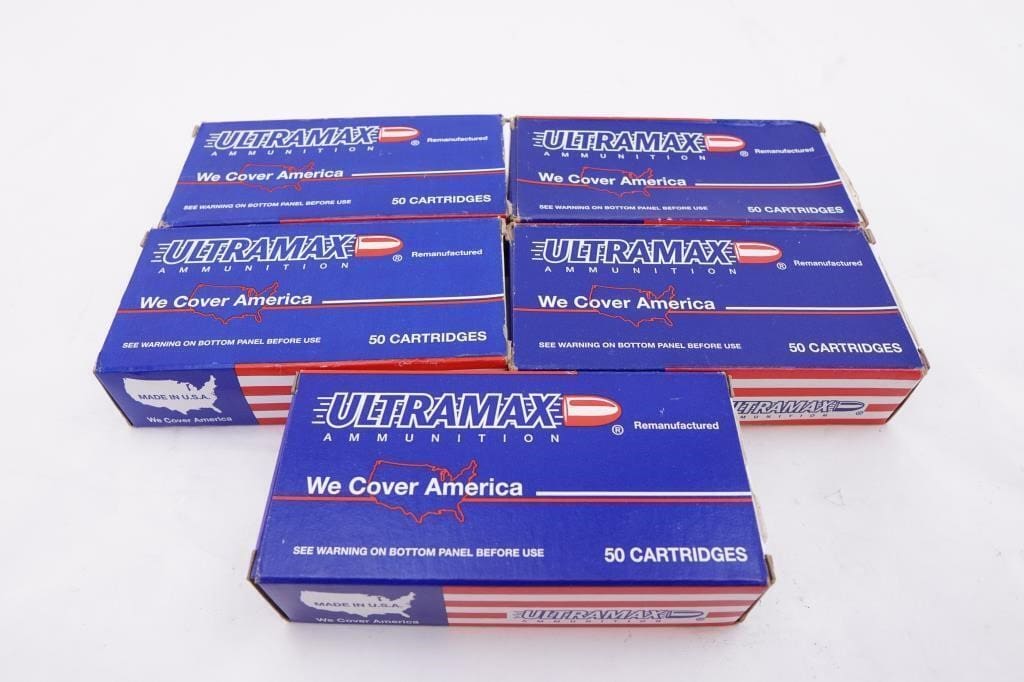 ULTRAMAX
AMMUNITION
® Remanufactured
We Cover America
SEE WARNING ON BOTTOM PANEL BEFORE USE 50 CARTRIDGES
ULTRAMAX
AMMUNITION
® Remanufactured
We Cover America
SEE WARNING ON BOTTOM PANEL BEFORE USE 50 CARTRIDGES
ULTRAMAX
AMMUNITION
® Remanufactured
We Cover America
SEE WARNING ON BOTTOM PANEL BEFORE USE 50 CARTRIDGES
MADE IN U.S.A.
We Cover America
ULTRAMAX
AMMUNITION
® Remanufactured
We Cover America
SEE WARNING ON BOTTOM PANEL BEFORE USE 50 CARTRIDGES
ULTRAMAX ®
AMMUNITION
ULTRAMAX
AMMUNITION
® Remanufactured
We Cover America
SEE WARNING ON BOTTOM PANEL BEFORE USE 50 CARTRIDGES
MADE IN U.S.A.
We Cover America
ULTRAMAX ®
AMMUNITION